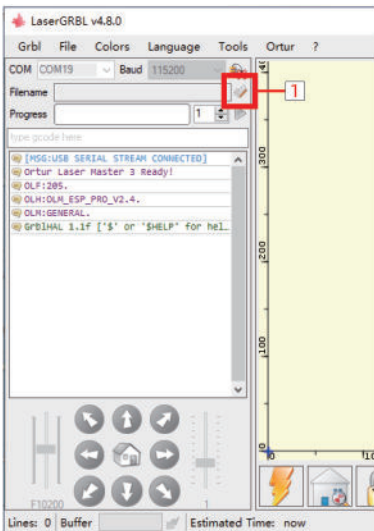 LaserGRBL v4.8.0
Grbl File Colors Language Tools Ortur ?
COM COM19 Baud 115200
Filename
1
Progress 1
type gcode here
[MSG:USB SERIAL STREAM CONNECTED]
Ortur Laser Master 3 Ready!
OLF:205.
OLH:OLM_ESP_PRO_V2.4.
OLM:GENERAL.
GrblHAL 1.1f ['$' or '$HELP' for hel…
300
200
100
0
F10200 1
Lines: 0 Buffer Estimated Time: now